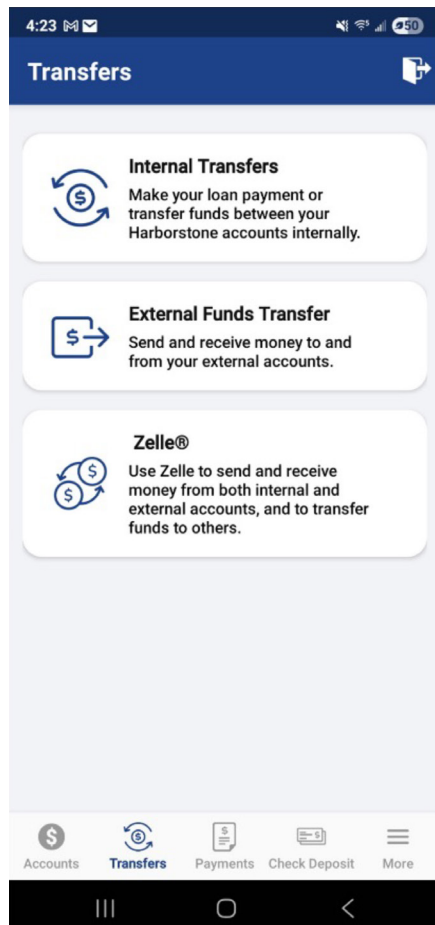 4:23
50
Transfers
Internal Transfers
Make your loan payment or
transfer funds between your
Harborstone accounts internally.
External Funds Transfer
Send and receive money to and
from your external accounts.
Zelle®
Use Zelle to send and receive
money from both internal and
external accounts, and to transfer
funds to others.
Accounts Transfers Payments Check Deposit More